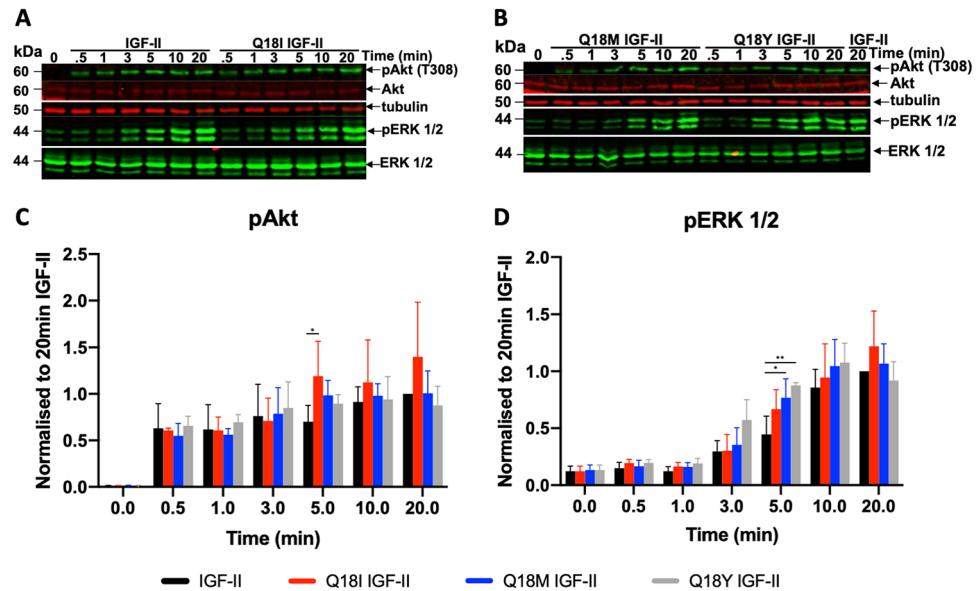 A
IGF-II Q18I IGF-II
kDa 0 .5 1 3 5 10 20 .5 1 3 5 10 20 Time (min)
60 pAkt (T308)
60 Akt
50 tubulin
44 pERK 1/2
44 ERK 1/2
B
Q18M IGF-II Q18Y IGF-II IGF-II
kDa 0 .5 1 3 5 10 20 .5 1 3 5 10 20 20 Time (min)
60 pAkt (T308)
60 Akt
50 tubulin
44 pERK 1/2
44 ERK 1/2
C
pAkt
Normalised to 20min IGF-II
2.5
2.0
1.5
1.0
0.5
0.0
*
0.0 0.5 1.0 3.0 5.0 10.0 20.0
Time (min)
D
pERK 1/2
Normalised to 20min IGF-II
2.0
1.5
1.0
0.5
0.0
**
*
0.0 0.5 1.0 3.0 5.0 10.0 20.0
Time (min)
IGF-II Q18I IGF-II Q18M IGF-II Q18Y IGF-II